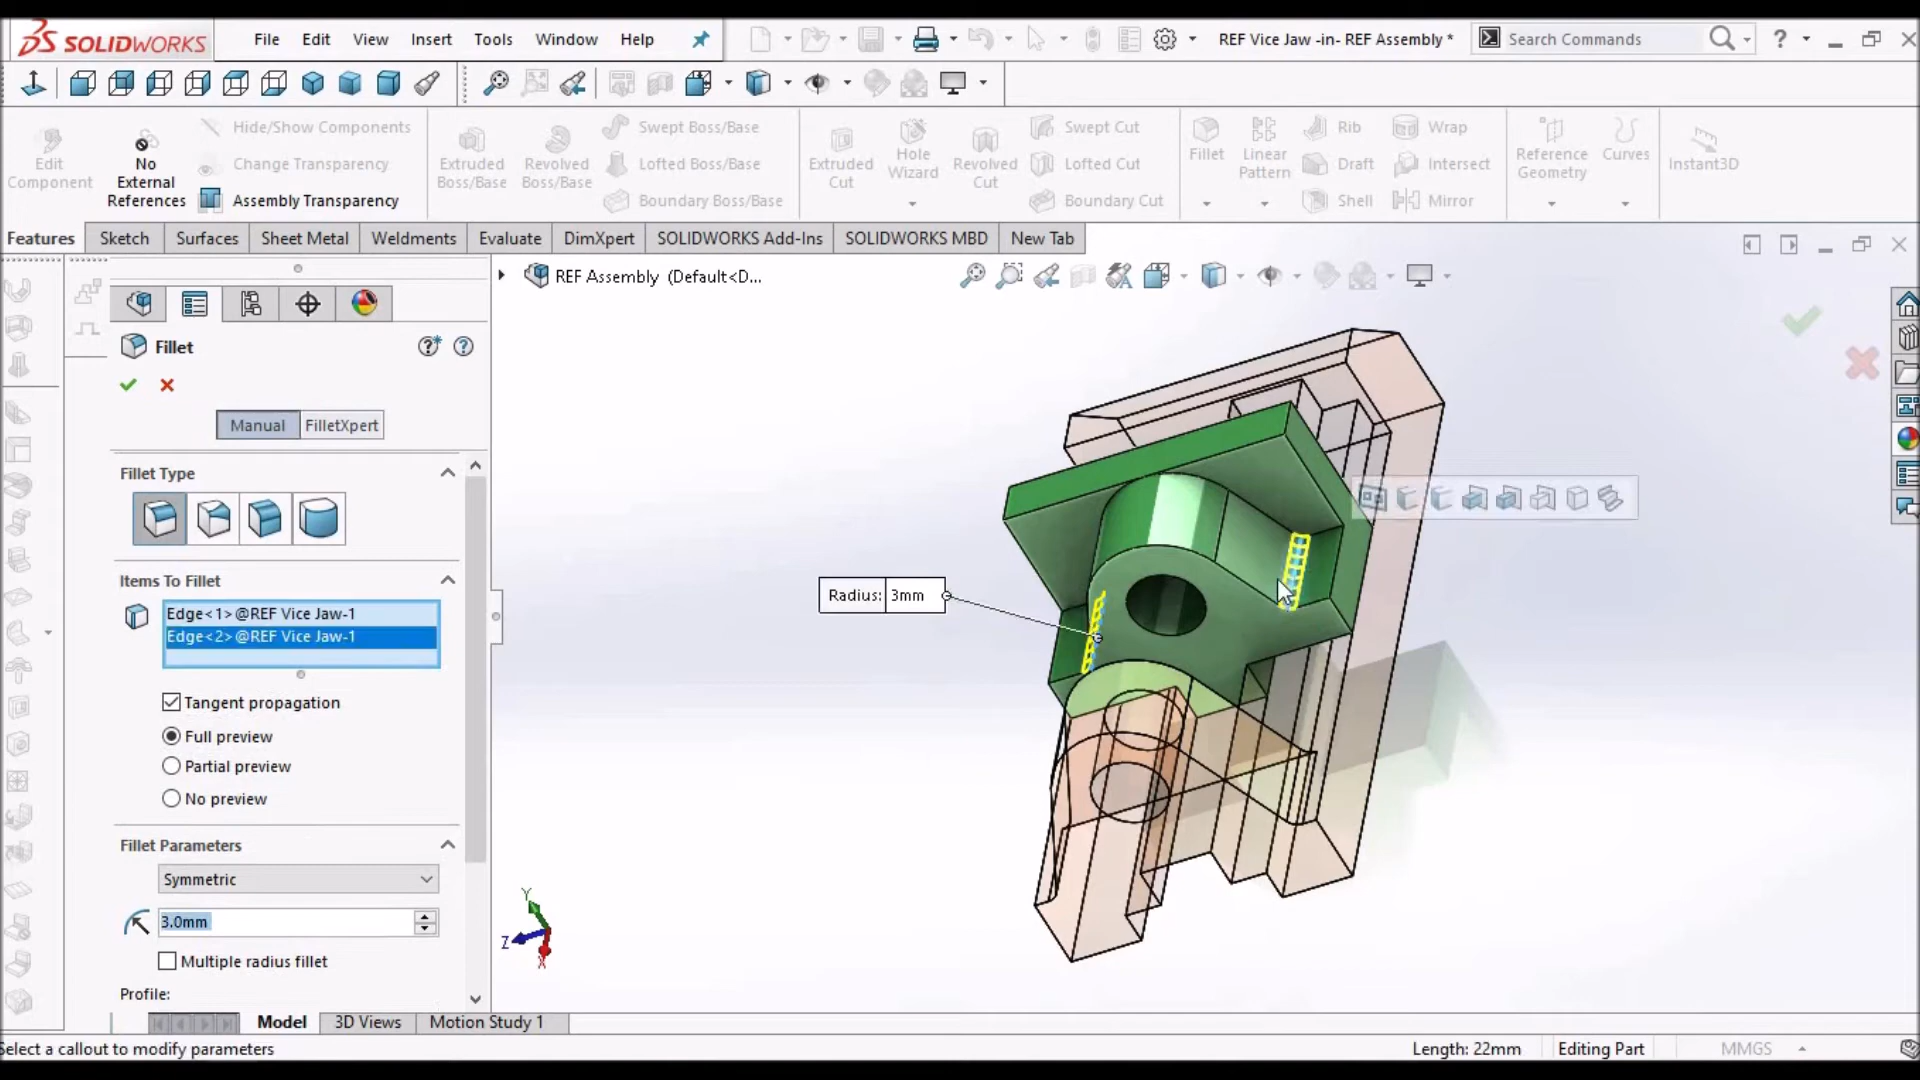 SOLIDWORKS File Edit View Insert Tools Window Help REF Vice Jaw -in- REF Assembly * Search Commands ?
Edit Component
No External References
Hide/Show Components
Change Transparency
Assembly Transparency
Extruded Boss/Base
Revolved Boss/Base
Swept Boss/Base
Lofted Boss/Base
Boundary Boss/Base
Extruded Cut
Hole Wizard
Revolved Cut
Swept Cut
Lofted Cut
Boundary Cut
Fillet
Linear Pattern
Rib
Draft
Shell
Wrap
Intersect
Mirror
Reference Geometry
Curves
Instant3D
Features Sketch Surfaces Sheet Metal Weldments Evaluate DimXpert SOLIDWORKS Add-Ins SOLIDWORKS MBD New Tab
REF Assembly (Default<D...
Fillet
Manual FilletXpert
Fillet Type
Items To Fillet
Edge<1>@REF Vice Jaw-1
Edge<2>@REF Vice Jaw-1
Tangent propagation
Full preview
Partial preview
No preview
Fillet Parameters
Symmetric
3.0mm
Multiple radius fillet
Profile:
Radius: 3mm
Y
Z
X
Model 3D Views Motion Study 1
Select a callout to modify parameters Length: 22mm Editing Part MMGS